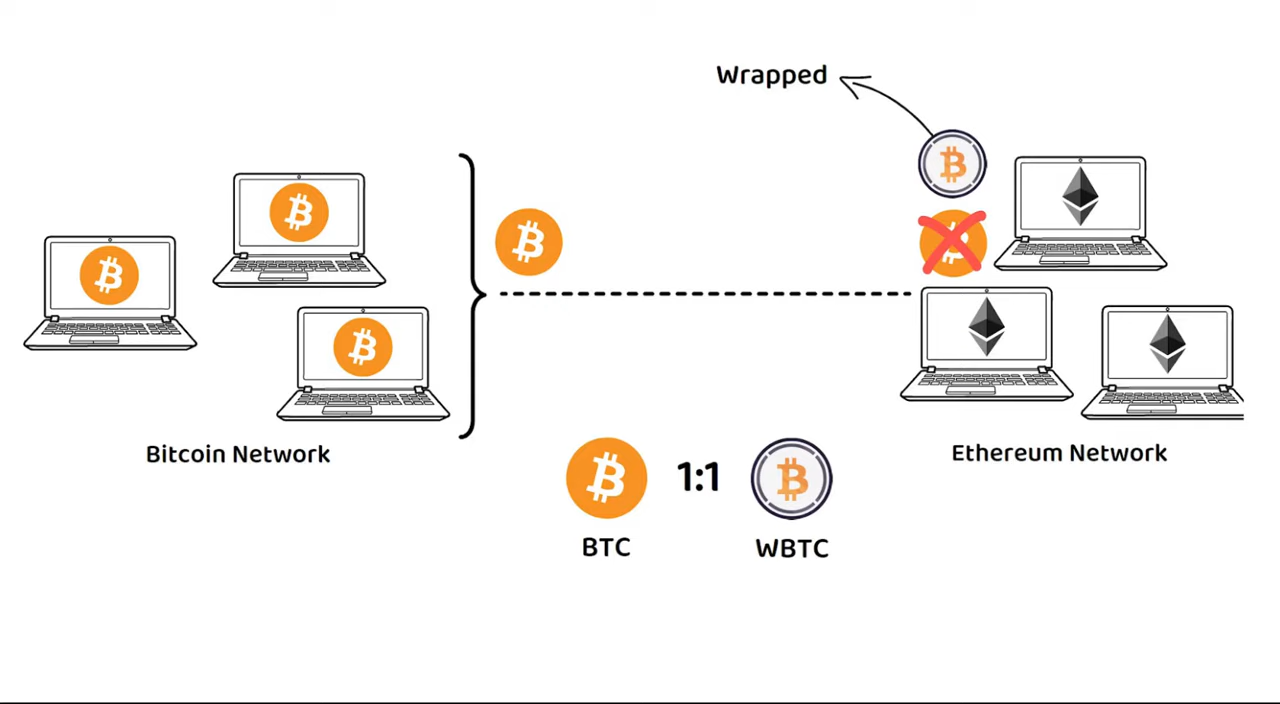 Wrapped
Bitcoin Network
Ethereum Network
1:1
BTC
WBTC